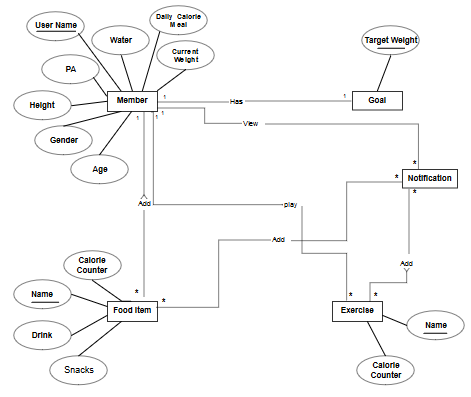 Daily Calorie
Meal
User Name
Water
Target Weight
Current
Weight
PA
Member
1
Has
1
Goal
Height
1
1
1
View
Gender
Age
*
*
Notification
*
Add
play
Add
Calorie
Counter
Add
Name
*
*
*
*
Food Item
Exercise
Name
Drink
Snacks
Calorie
Counter